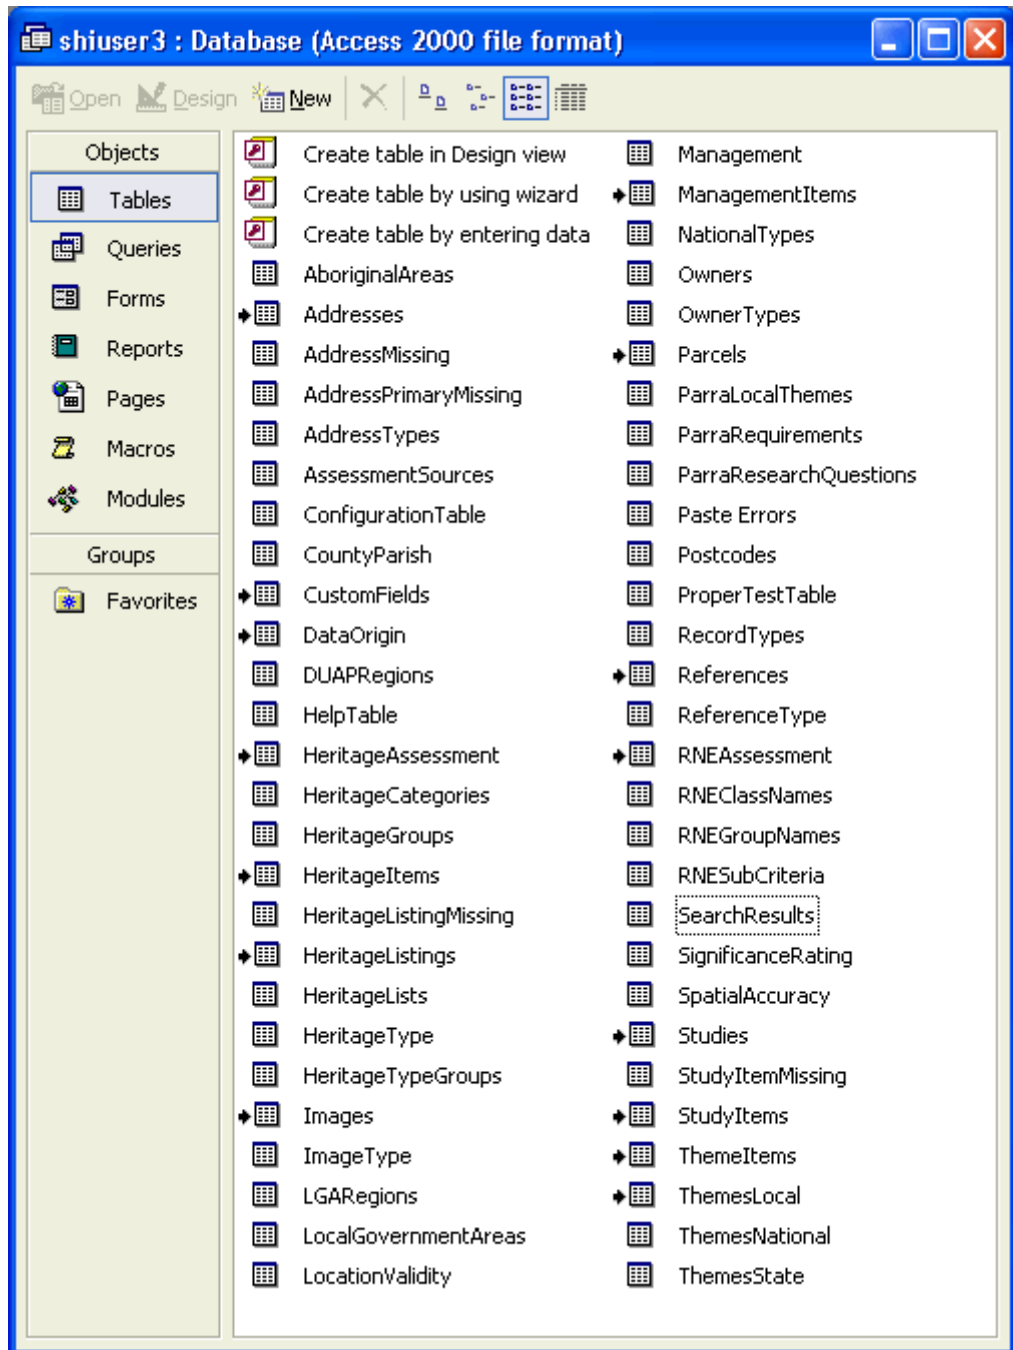 shiuser3 : Database (Access 2000 file format)
Open Design New
Objects
Tables
Queries
Forms
Reports
Pages
Macros
Modules
Groups
Favorites
Create table in Design view
Create table by using wizard
Create table by entering data
AboriginalAreas
Addresses
AddressMissing
AddressPrimaryMissing
AddressTypes
AssessmentSources
ConfigurationTable
CountyParish
CustomFields
DataOrigin
DUAPRegions
HelpTable
HeritageAssessment
HeritageCategories
HeritageGroups
HeritageItems
HeritageListingMissing
HeritageListings
HeritageLists
HeritageType
HeritageTypeGroups
Images
ImageType
LGARegions
LocalGovernmentAreas
LocationValidity
Management
ManagementItems
NationalTypes
Owners
OwnerTypes
Parcels
ParraLocalThemes
ParraRequirements
ParraResearchQuestions
Paste Errors
Postcodes
ProperTestTable
RecordTypes
References
ReferenceType
RNEAssessment
RNEClassNames
RNEGroupNames
RNESubCriteria
SearchResults
SignificanceRating
SpatialAccuracy
Studies
StudyItemMissing
StudyItems
ThemeItems
ThemesLocal
ThemesNational
ThemesState